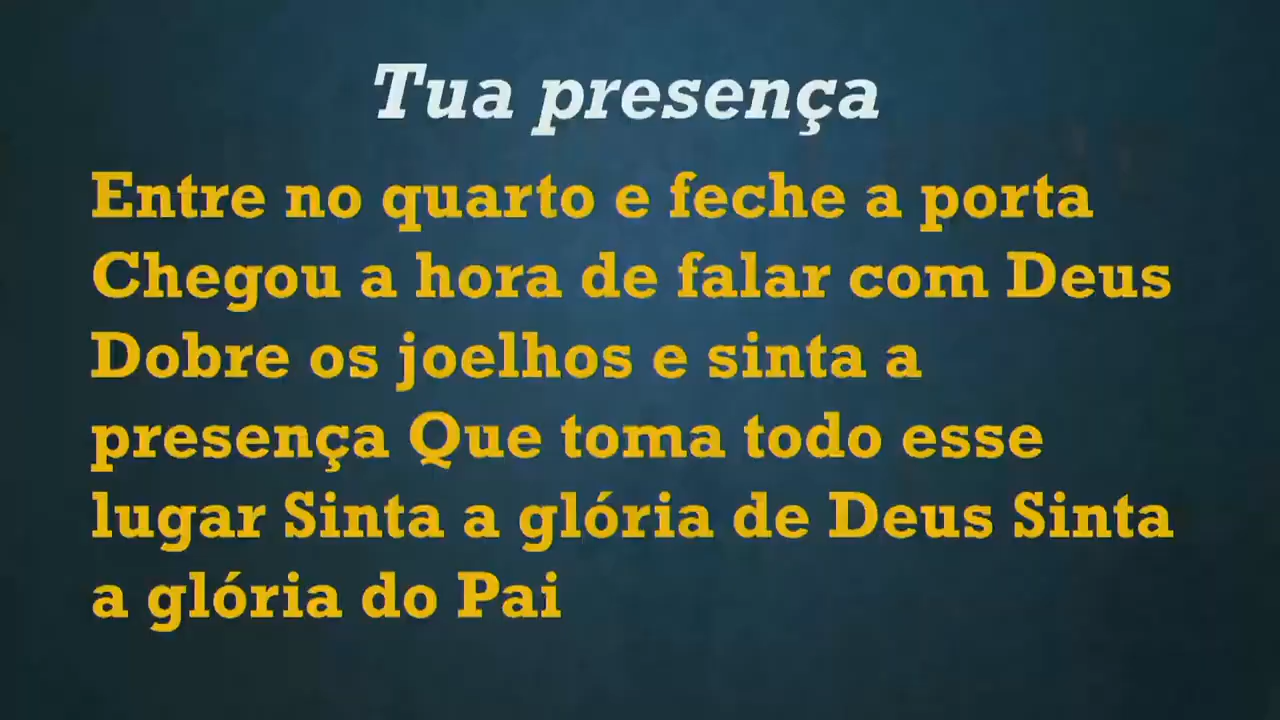 Tua presença
Entre no quarto e feche a porta
Chegou a hora de falar com Deus
Dobre os joelhos e sinta a
presença Que toma todo esse
lugar Sinta a glória de Deus Sinta
a glória do Pai